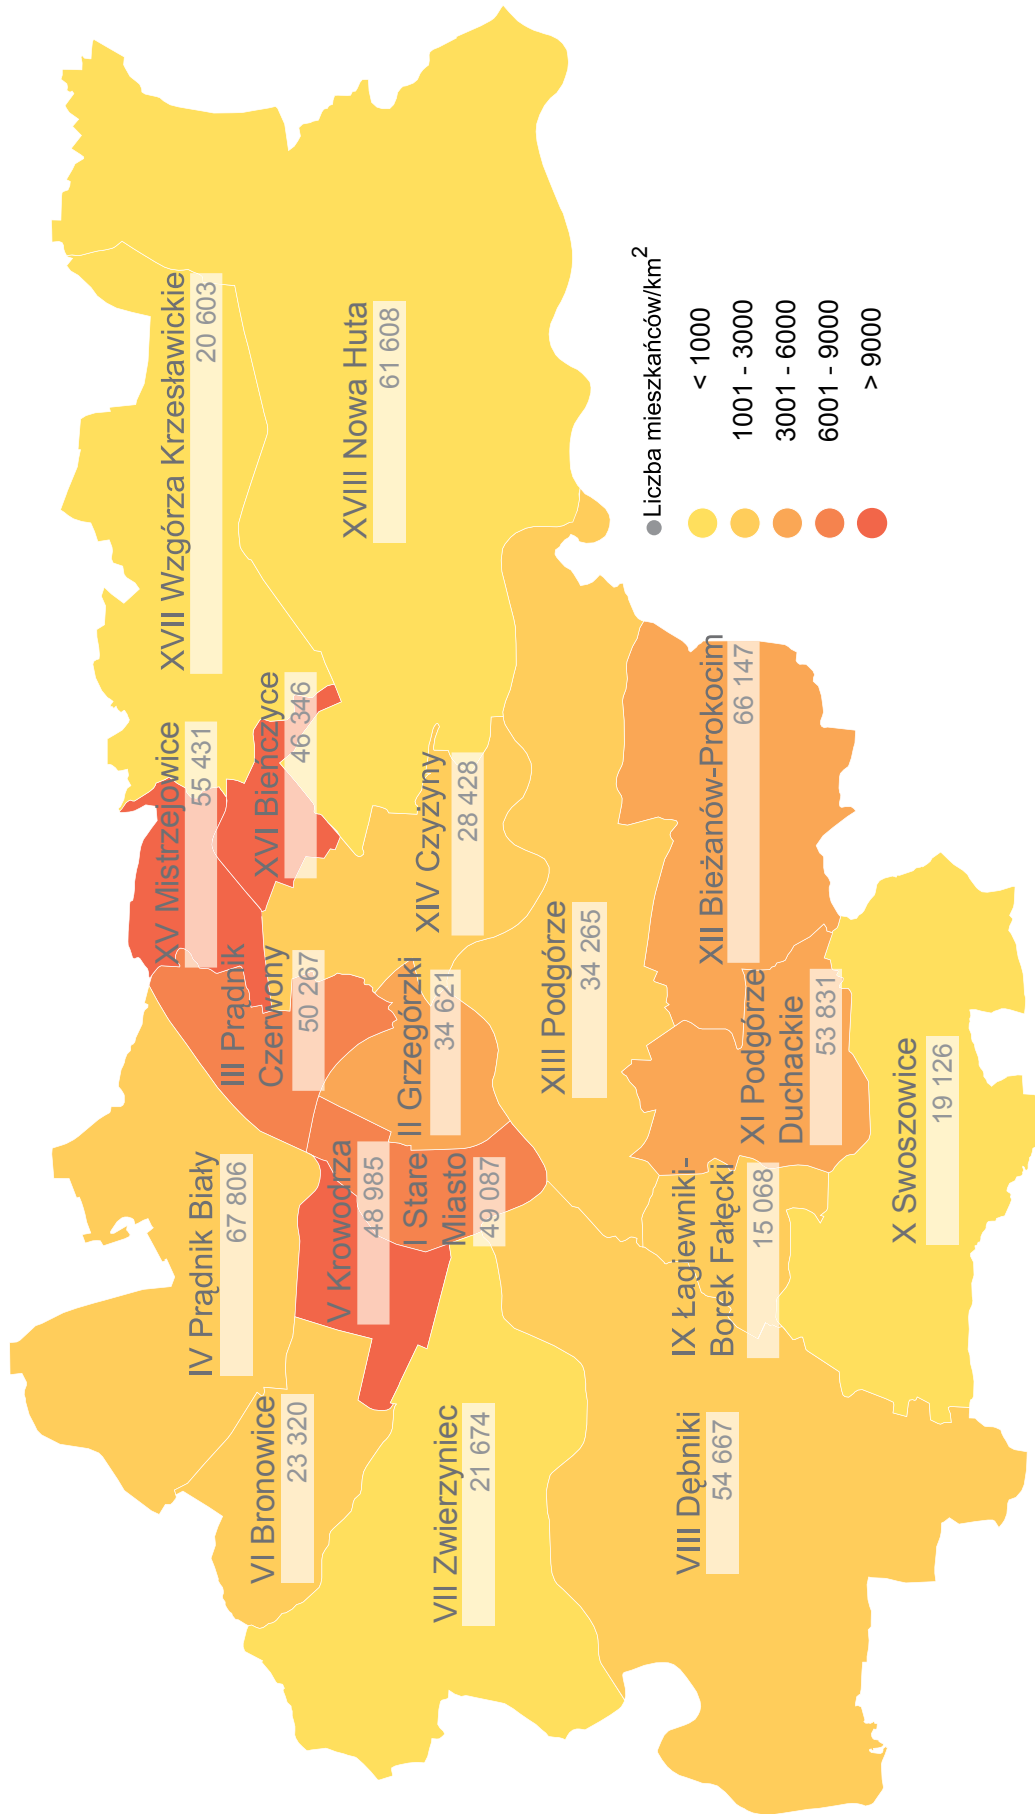 XVII Wzgórza Krzesławickie
20 603
XV Mistrzejowice
55 431
XVI Bieńczyce
46 346
XVIII Nowa Huta
61 608
IV Prądnik Biały
67 806
III Prądnik
Czerwony
50 267
VI Bronowice
23 320
V Krowodrza
48 985
I Stare
Miasto
49 087
II Grzegórzki
34 621
XIV Czyżyny
28 428
VII Zwierzyniec
21 674
XIII Podgórze
34 265
VIII Dębniki
54 667
IX Łagiewniki-
Borek Fałęcki
15 068
XI Podgórze
Duchackie
53 831
XII Bieżanów-Prokocim
66 147
X Swoszowice
19 126
Liczba mieszkańców/km²
< 1000
1001 - 3000
3001 - 6000
6001 - 9000
> 9000